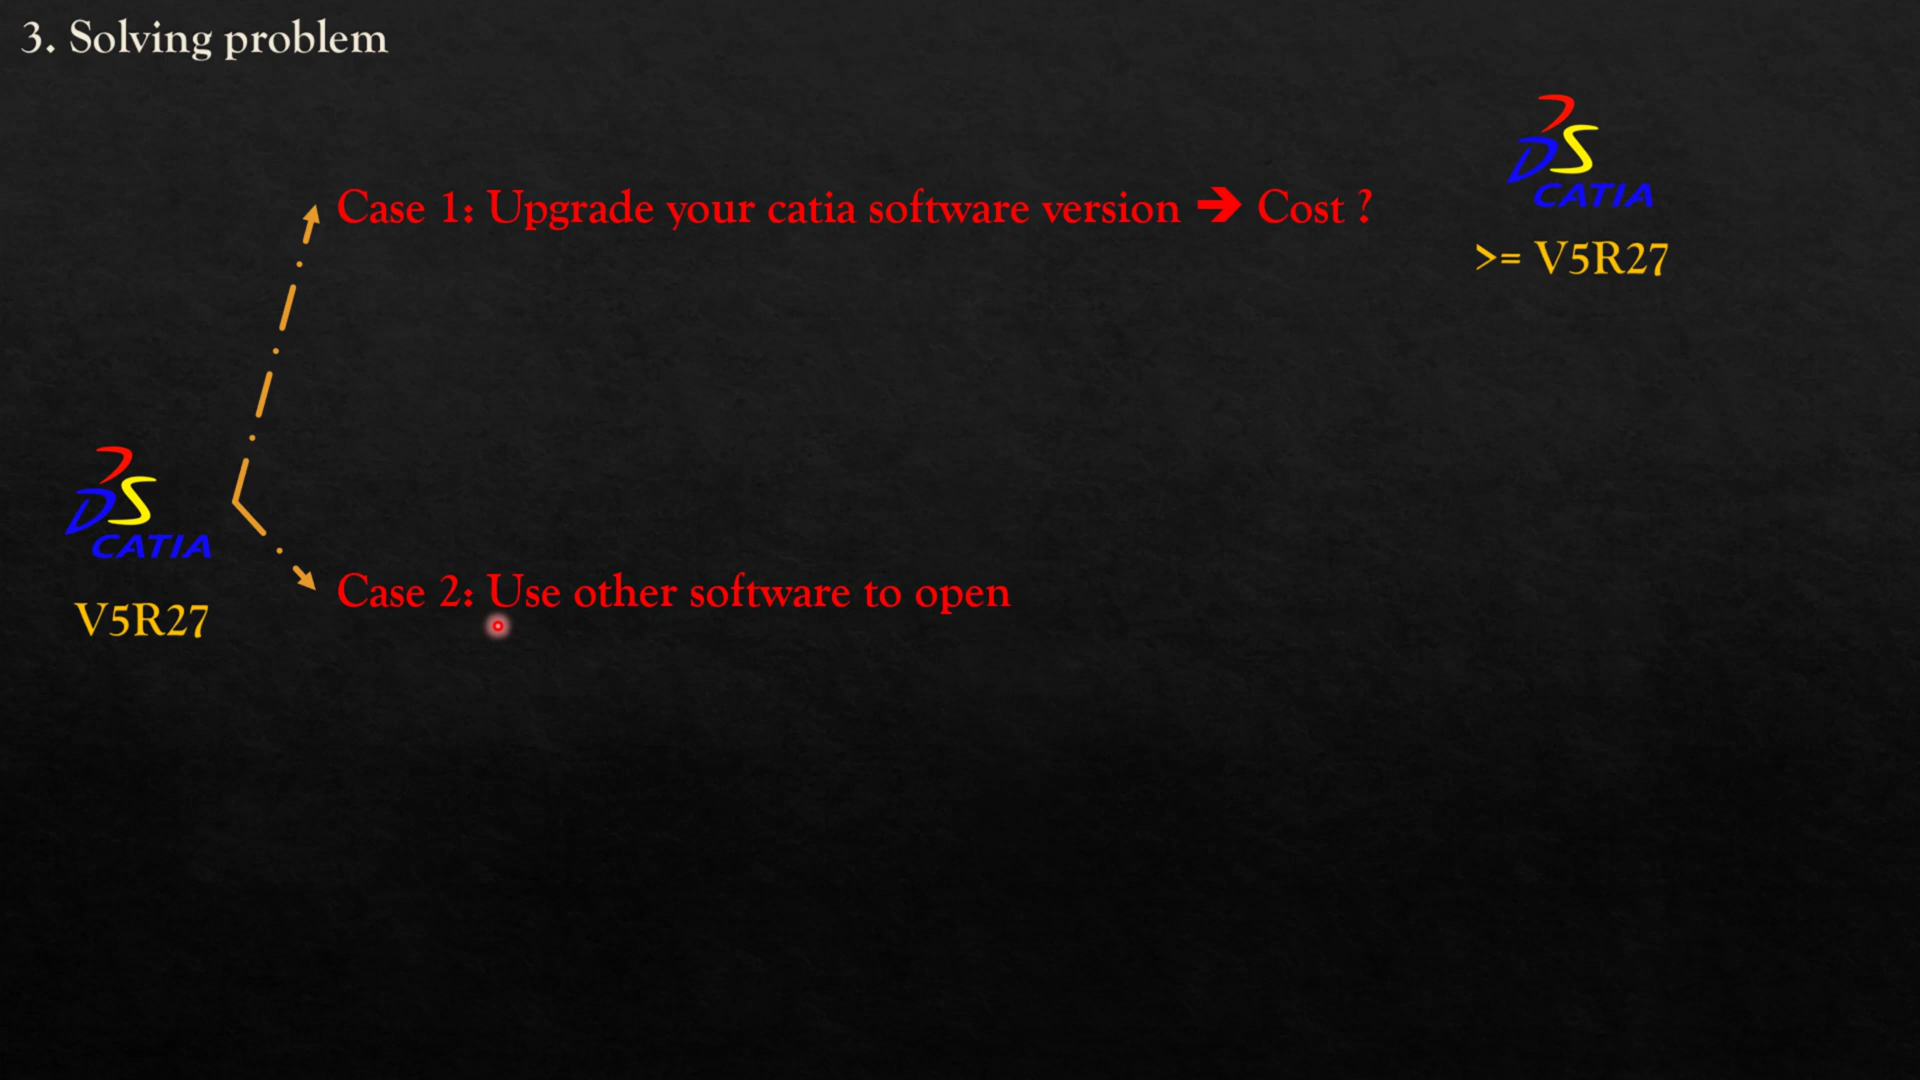 3. Solving problem
CATIA
Case 1: Upgrade your catia software version ➔ Cost ?
>= V5R27
CATIA
Case 2: Use other software to open
V5R27